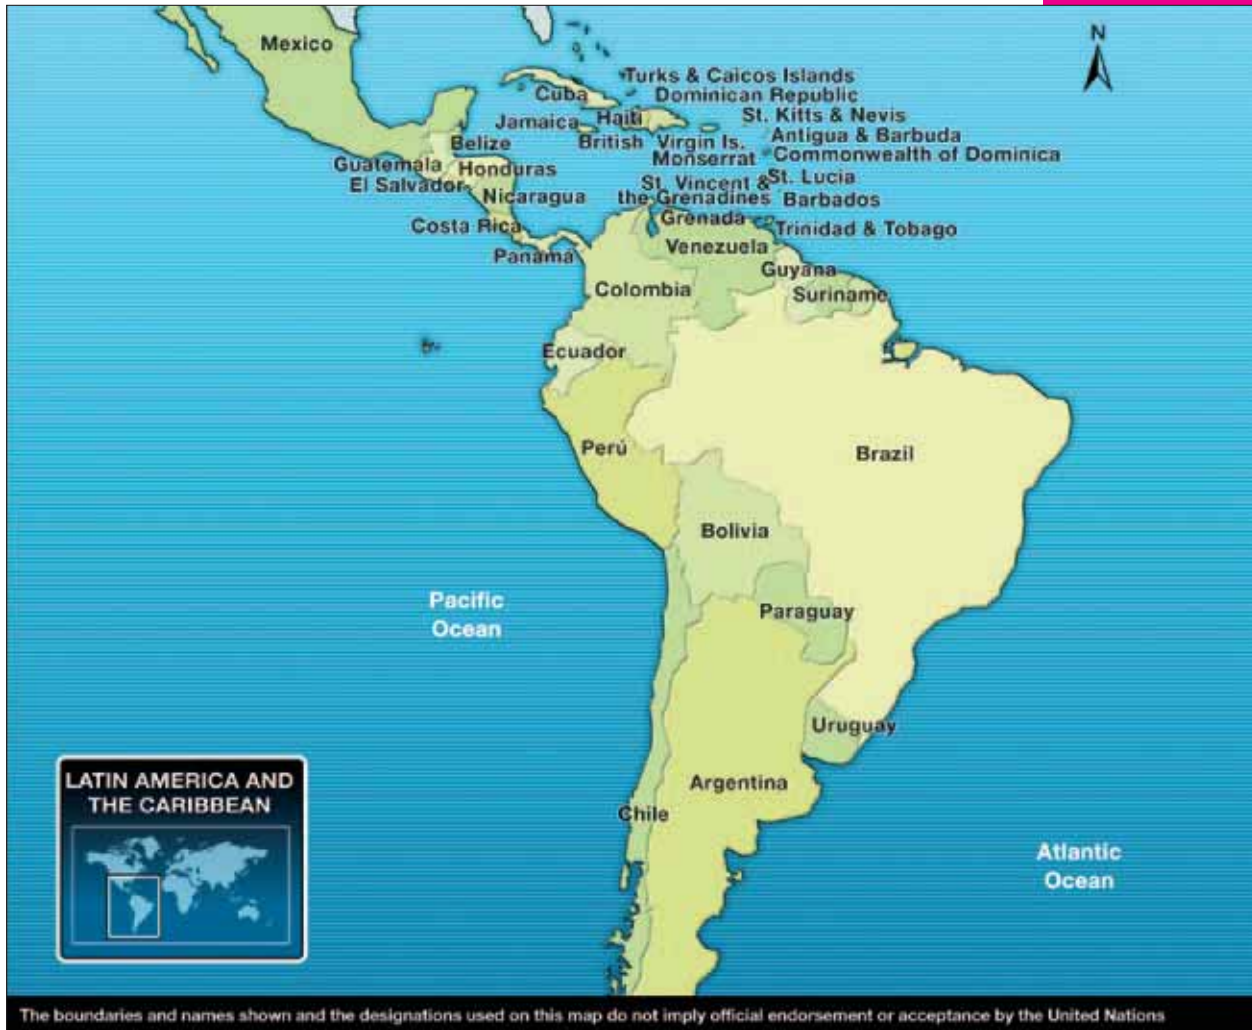 N
Mexico
Turks & Caicos Islands
Cuba
Dominican Republic
Jamaica
Haiti
St. Kitts & Nevis
British Virgin Is.
Antigua & Barbuda
Belize
Monserrat
Commonwealth of Dominica
Guatemala
Honduras
St. Vincent &
the Grenadines
St. Lucia
El Salvador
Nicaragua
Barbados
Grenada
Costa Rica
Trinidad & Tobago
Panamá
Venezuela
Guyana
Colombia
Suriname
Ecuador
Perú
Brazil
Bolivia
Pacific
Ocean
Paraguay
Uruguay
Argentina
Chile
LATIN AMERICA AND
THE CARIBBEAN
Atlantic
Ocean
The boundaries and names shown and the designations used on this map do not imply official endorsement or acceptance by the United Nations